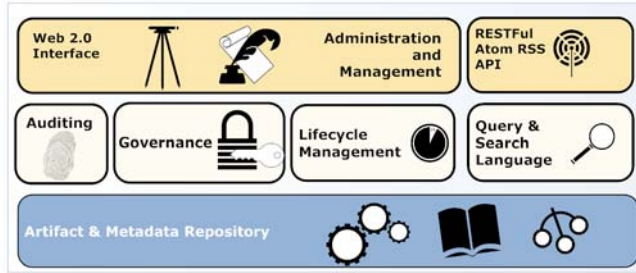 Web 2.0
Interface
Administration
and
Management
RESTFul
Atom RSS
API
Auditing
Governance
Lifecycle
Management
Query &
Search
Language
Artifact & Metadata Repository